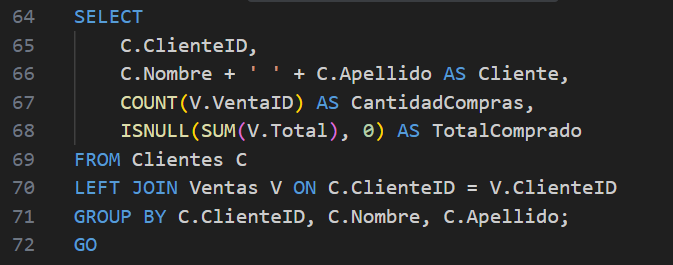 64 SELECT
65 C.ClienteID,
66 C.Nombre + ' ' + C.Apellido AS Cliente,
67 COUNT(V.VentaID) AS CantidadCompras,
68 ISNULL(SUM(V.Total), 0) AS TotalComprado
69 FROM Clientes C
70 LEFT JOIN Ventas V ON C.ClienteID = V.ClienteID
71 GROUP BY C.ClienteID, C.Nombre, C.Apellido;
72 GO